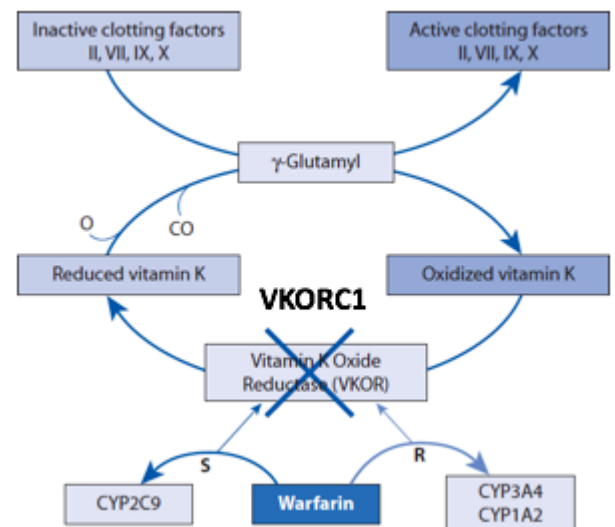 Inactive clotting factors
II, VII, IX, X
Active clotting factors
II, VII, IX, X
γ-Glutamyl
O
CO
Reduced vitamin K
Oxidized vitamin K
VKORC1
Vitamin K Oxide
Reductase (VKOR)
S
R
CYP2C9
Warfarin
CYP3A4
CYP1A2